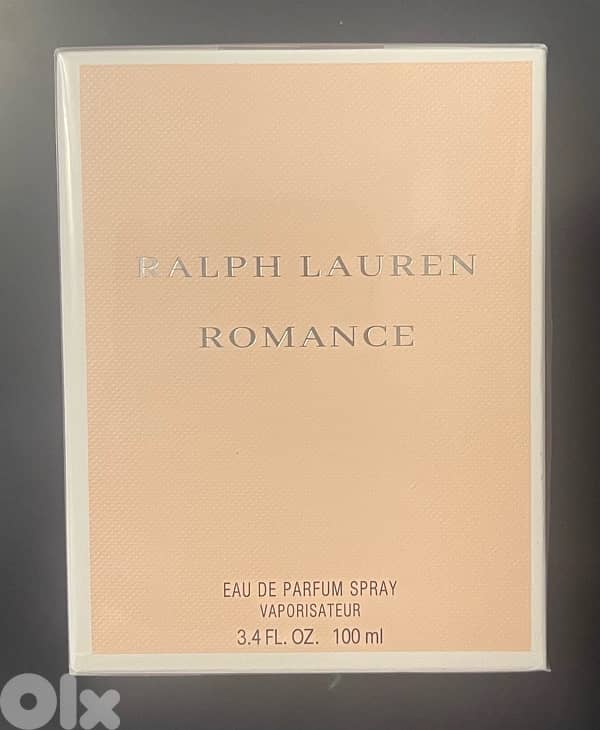 RALPH LAUREN
ROMANCE
EAU DE PARFUM SPRAY
VAPORISATEUR
3.4 FL. OZ. 100 ml
Olx